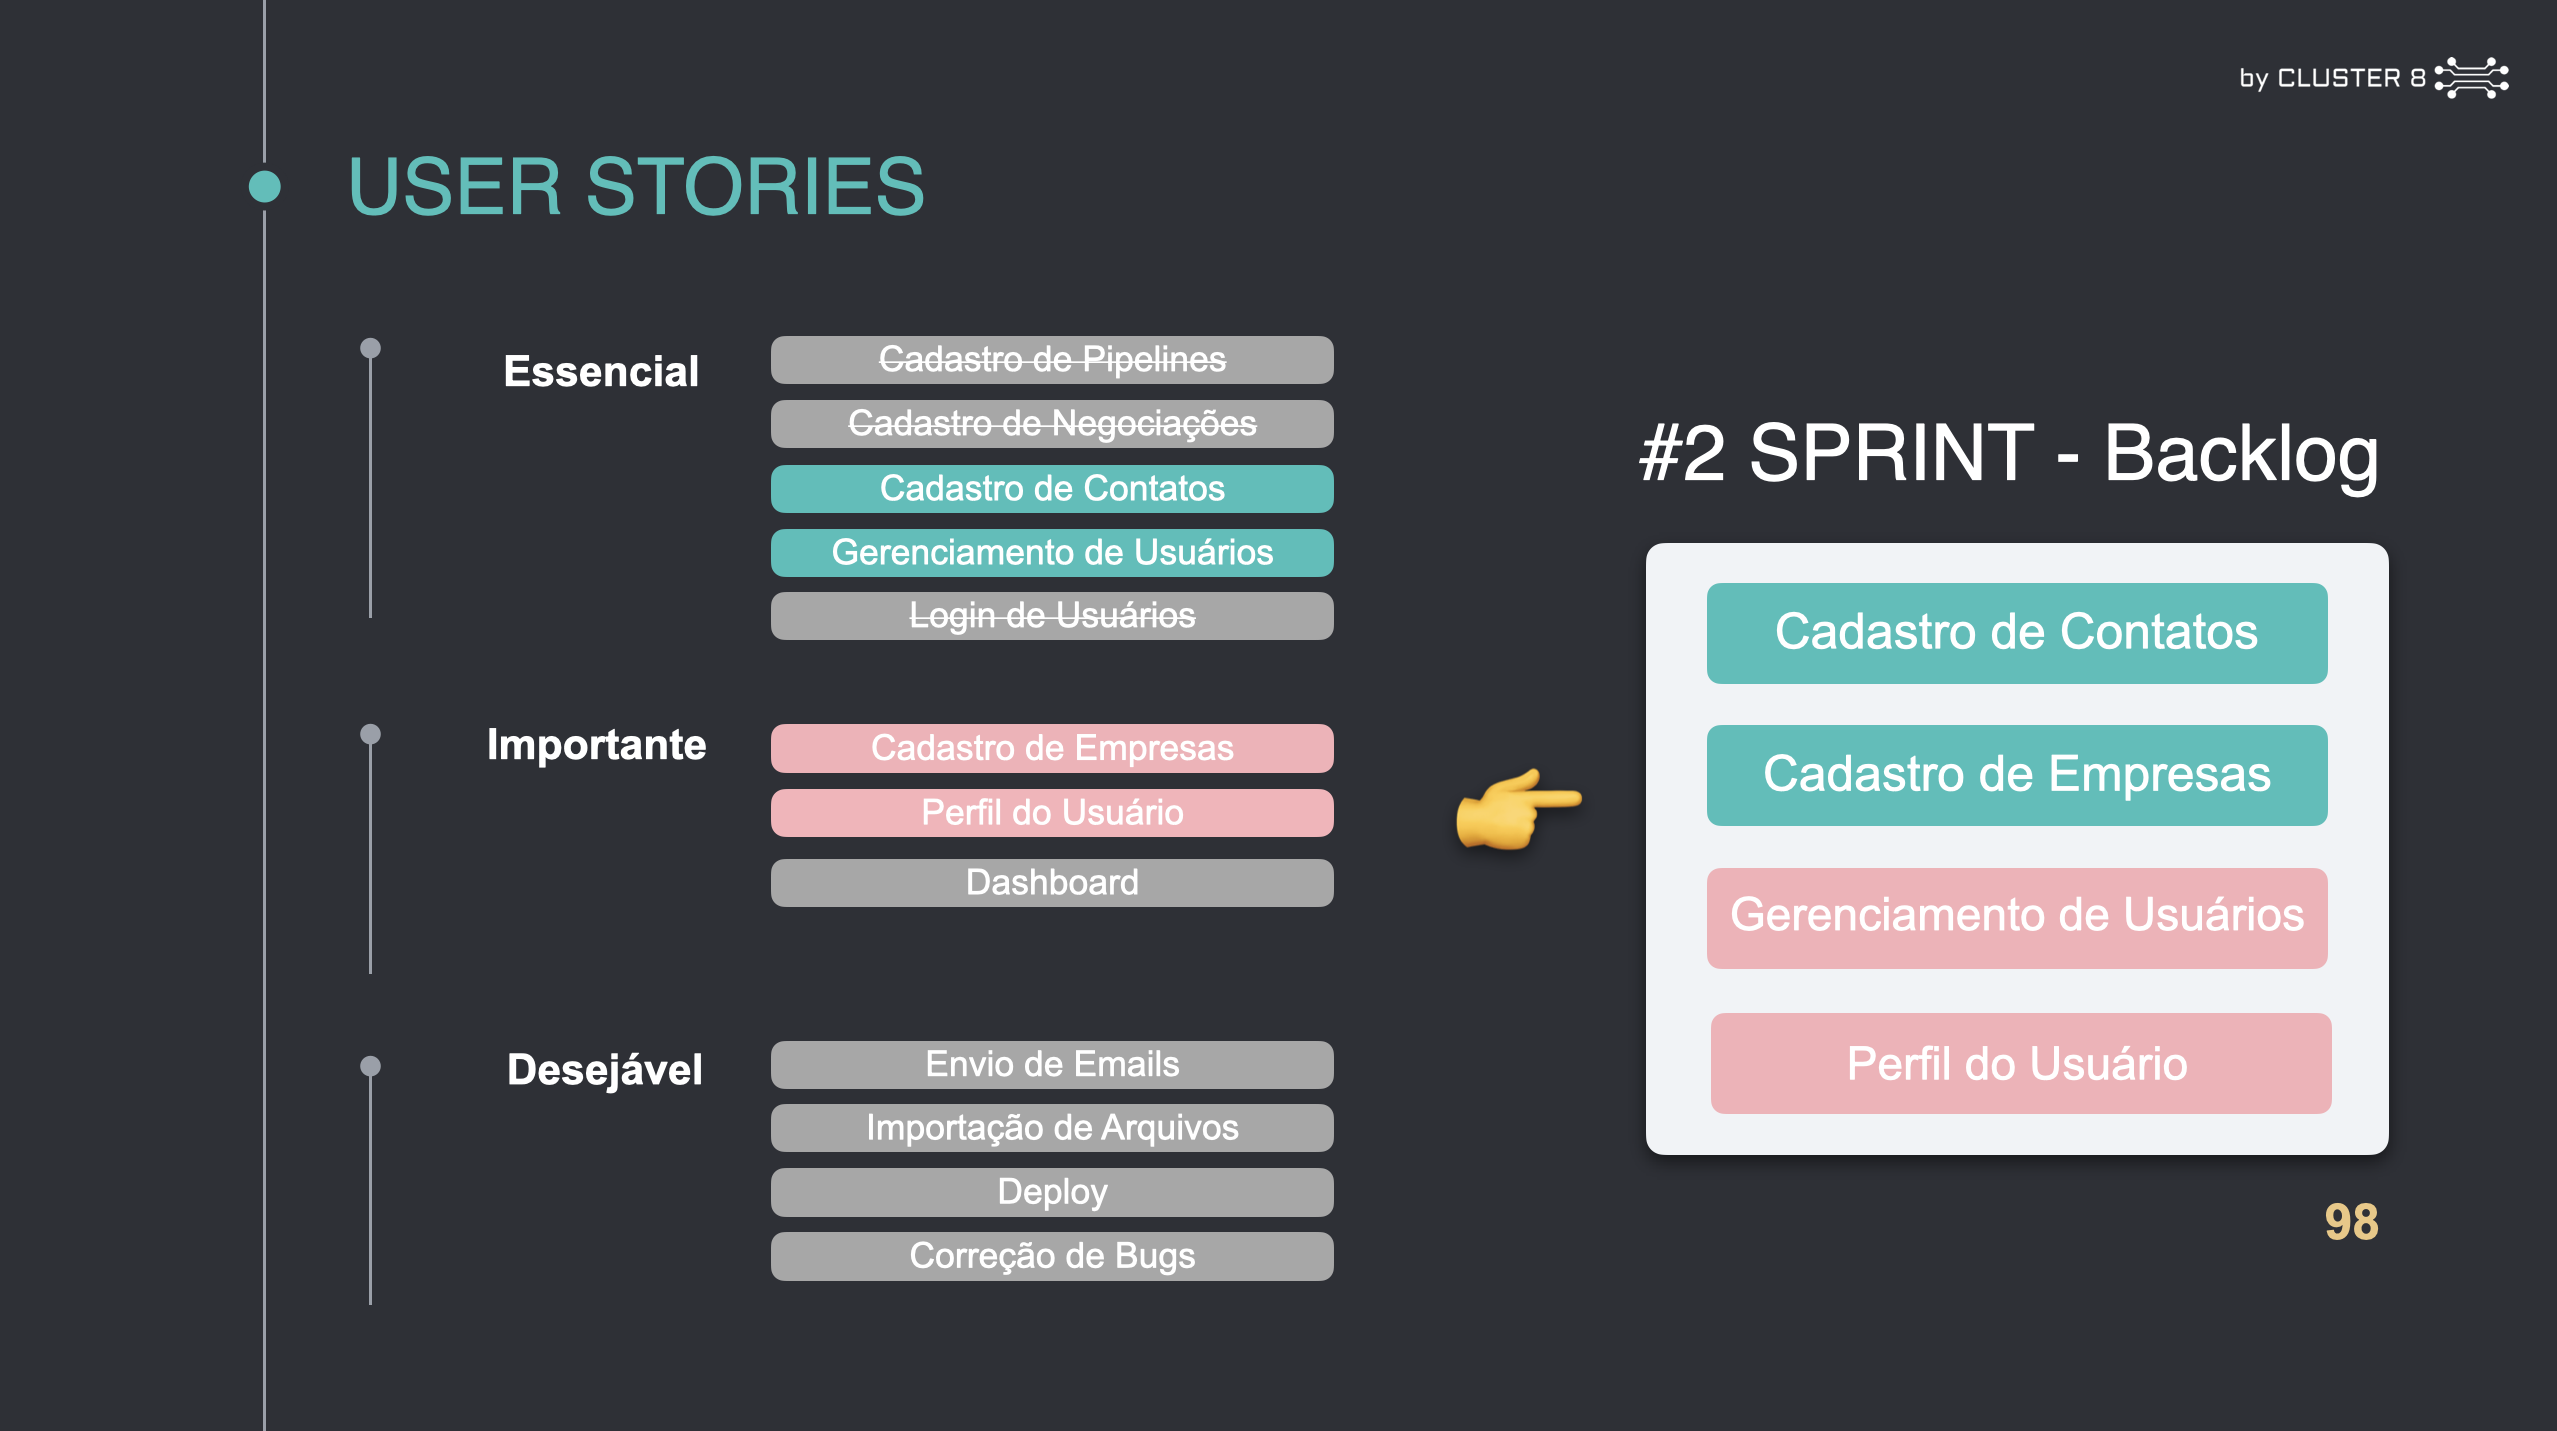 by CLUSTER 8
USER STORIES
Essencial
Cadastro de Pipelines
Cadastro de Negociações
Cadastro de Contatos
Gerenciamento de Usuários
Login de Usuários
Importante
Cadastro de Empresas
Perfil do Usuário
Dashboard
Desejável
Envio de Emails
Importação de Arquivos
Deploy
Correção de Bugs
#2 SPRINT - Backlog
Cadastro de Contatos
Cadastro de Empresas
Gerenciamento de Usuários
Perfil do Usuário
98